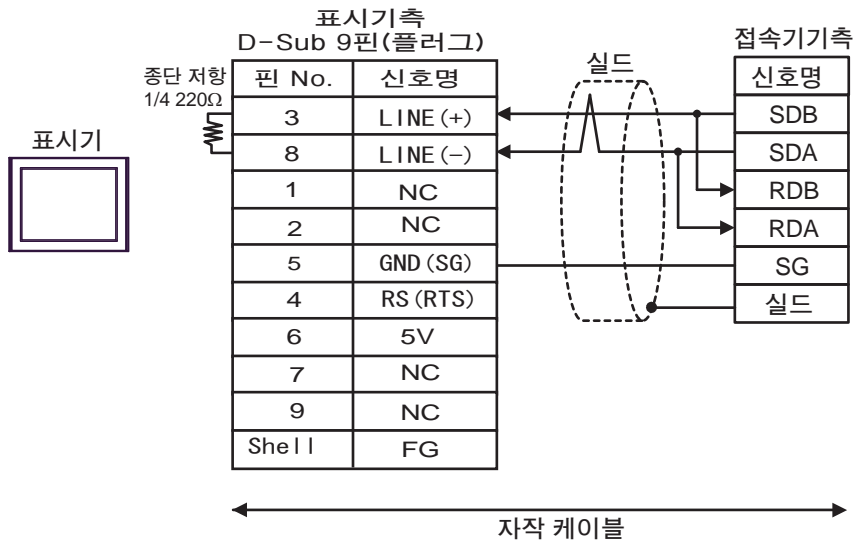 표시기측
D-Sub 9핀(플러그)
접속기기측
실드
종단 저항
1/4 220Ω
표시기
핀 No. 신호명
3 LINE(+)
8 LINE(-)
1 NC
2 NC
5 GND(SG)
4 RS(RTS)
6 5V
7 NC
9 NC
Shell FG
신호명
SDB
SDA
RDB
RDA
SG
실드
자작 케이블